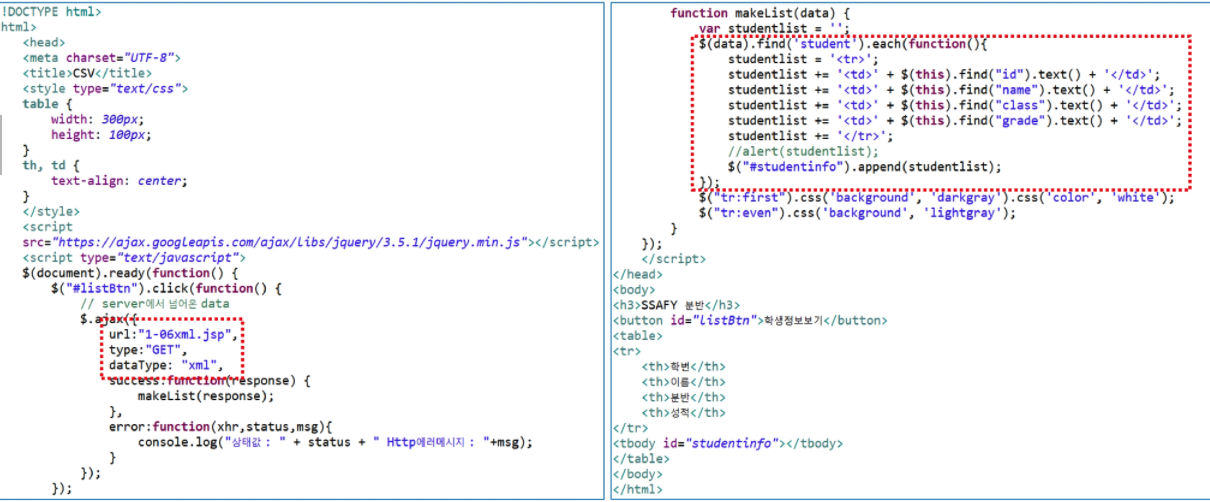 !DOCTYPE html>
html>
<head>
<meta charset="UTF-8">
<title>CSV</title>
<style type="text/css">
table {
width: 300px;
height: 100px;
}
th, td {
text-align: center;
}
</style>
<script
src="https://ajax.googleapis.com/ajax/libs/jquery/3.5.1/jquery.min.js"></script>
<script type="text/javascript">
$(document).ready(function() {
$("#listBtn").click(function() {
// server에서 넘어온 data
$.ajax({
url:"1-06xml.jsp",
type:"GET",
dataType: "xml",
success:function(response) {
makeList(response);
},
error:function(xhr,status,msg){
console.log("상태값 : " + status + " Http에러메시지 : "+msg);
}
});
});
function makeList(data) {
var studentlist = '';
$(data).find('student').each(function(){
studentlist = '<tr>';
studentlist += '<td>' + $(this).find("id").text() + '</td>';
studentlist += '<td>' + $(this).find("name").text() + '</td>';
studentlist += '<td>' + $(this).find("class").text() + '</td>';
studentlist += '<td>' + $(this).find("grade").text() + '</td>';
studentlist += '</tr>';
//alert(studentlist);
$("#studentinfo").append(studentlist);
});
$("tr:first").css('background', 'darkgray').css('color', 'white');
$("tr:even").css('background', 'lightgray');
}
});
</script>
</head>
<body>
<h3>SSAFY 분반</h3>
<button id="listBtn">학생정보보기</button>
<table>
<tr>
<th>학번</th>
<th>이름</th>
<th>분반</th>
<th>성적</th>
</tr>
<tbody id="studentinfo"></tbody>
</table>
</body>
</html>